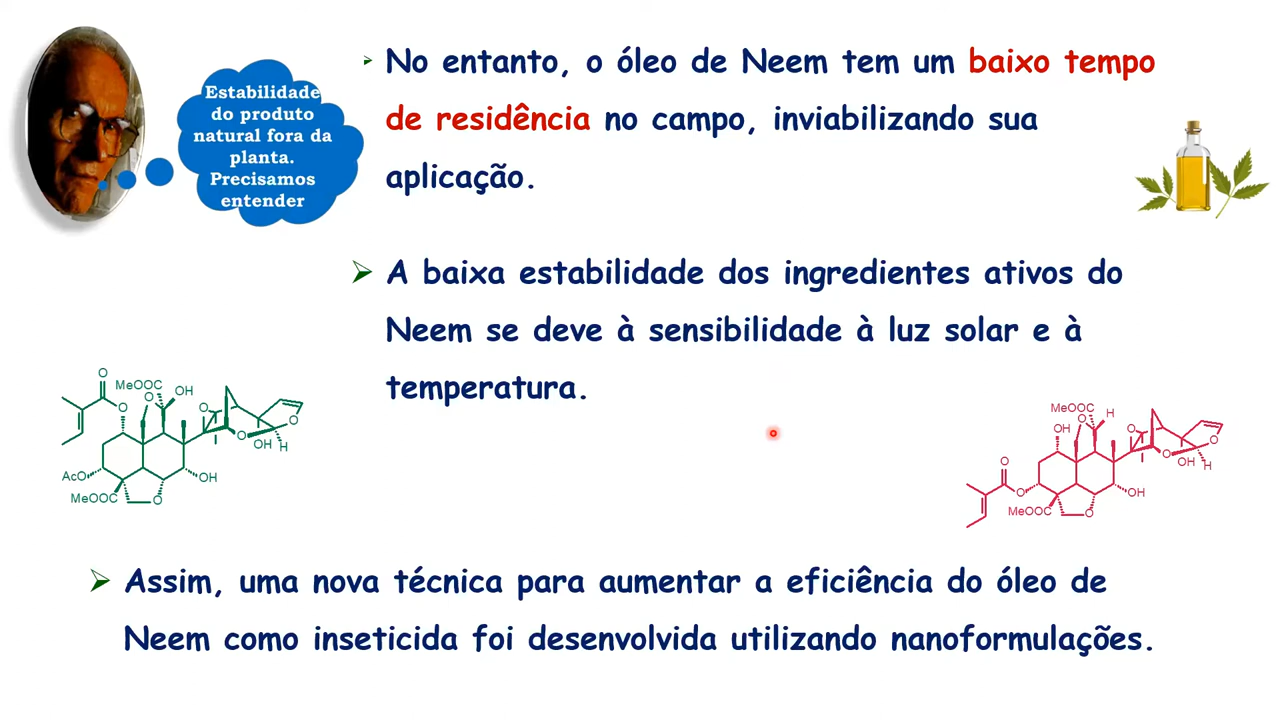 Estabilidade
do produto
natural fora da
planta.
Precisamos
entender
No entanto, o óleo de Neem tem um baixo tempo
de residência no campo, inviabilizando sua
aplicação.
A baixa estabilidade dos ingredientes ativos do
Neem se deve à sensibilidade à luz solar e à
temperatura.
O
MeOOC
OH
O
O
O
O
O
OH
H
AcO
OH
MeOOC
O
MeOOC
H
O
OH
O
O
O
OH
H
O
O
OH
MeOOC
O
Assim, uma nova técnica para aumentar a eficiência do óleo de
Neem como inseticida foi desenvolvida utilizando nanoformulações.